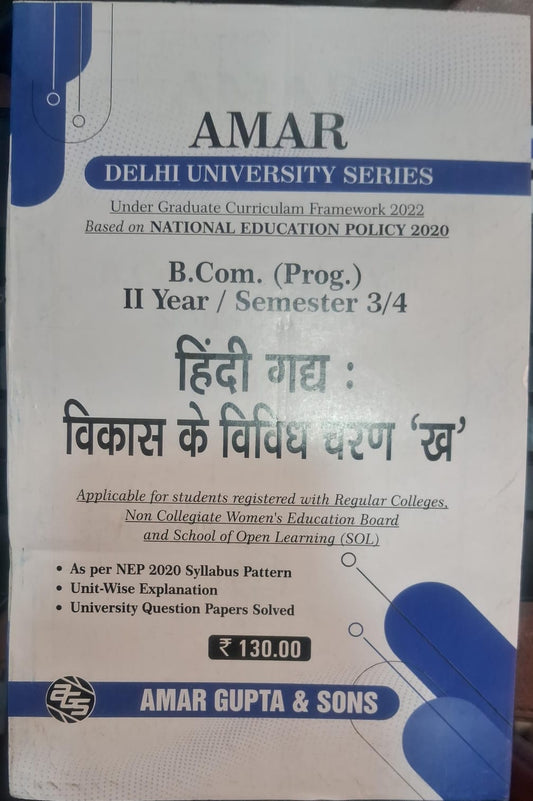 AMAR
DELHI UNIVERSITY SERIES
Under Graduate Curriculam Framework 2022
Based on NATIONAL EDUCATION POLICY 2020
B.Com. (Prog.)
II Year / Semester 3/4
हिंदी गद्य :
विकास के विविध चरण ‘ख’
Applicable for students registered with Regular Colleges,
Non Collegiate Women's Education Board
and School of Open Learning (SOL)
• As per NEP 2020 Syllabus Pattern
• Unit-Wise Explanation
• University Question Papers Solved
₹ 130.00
AGS AMAR GUPTA & SONS